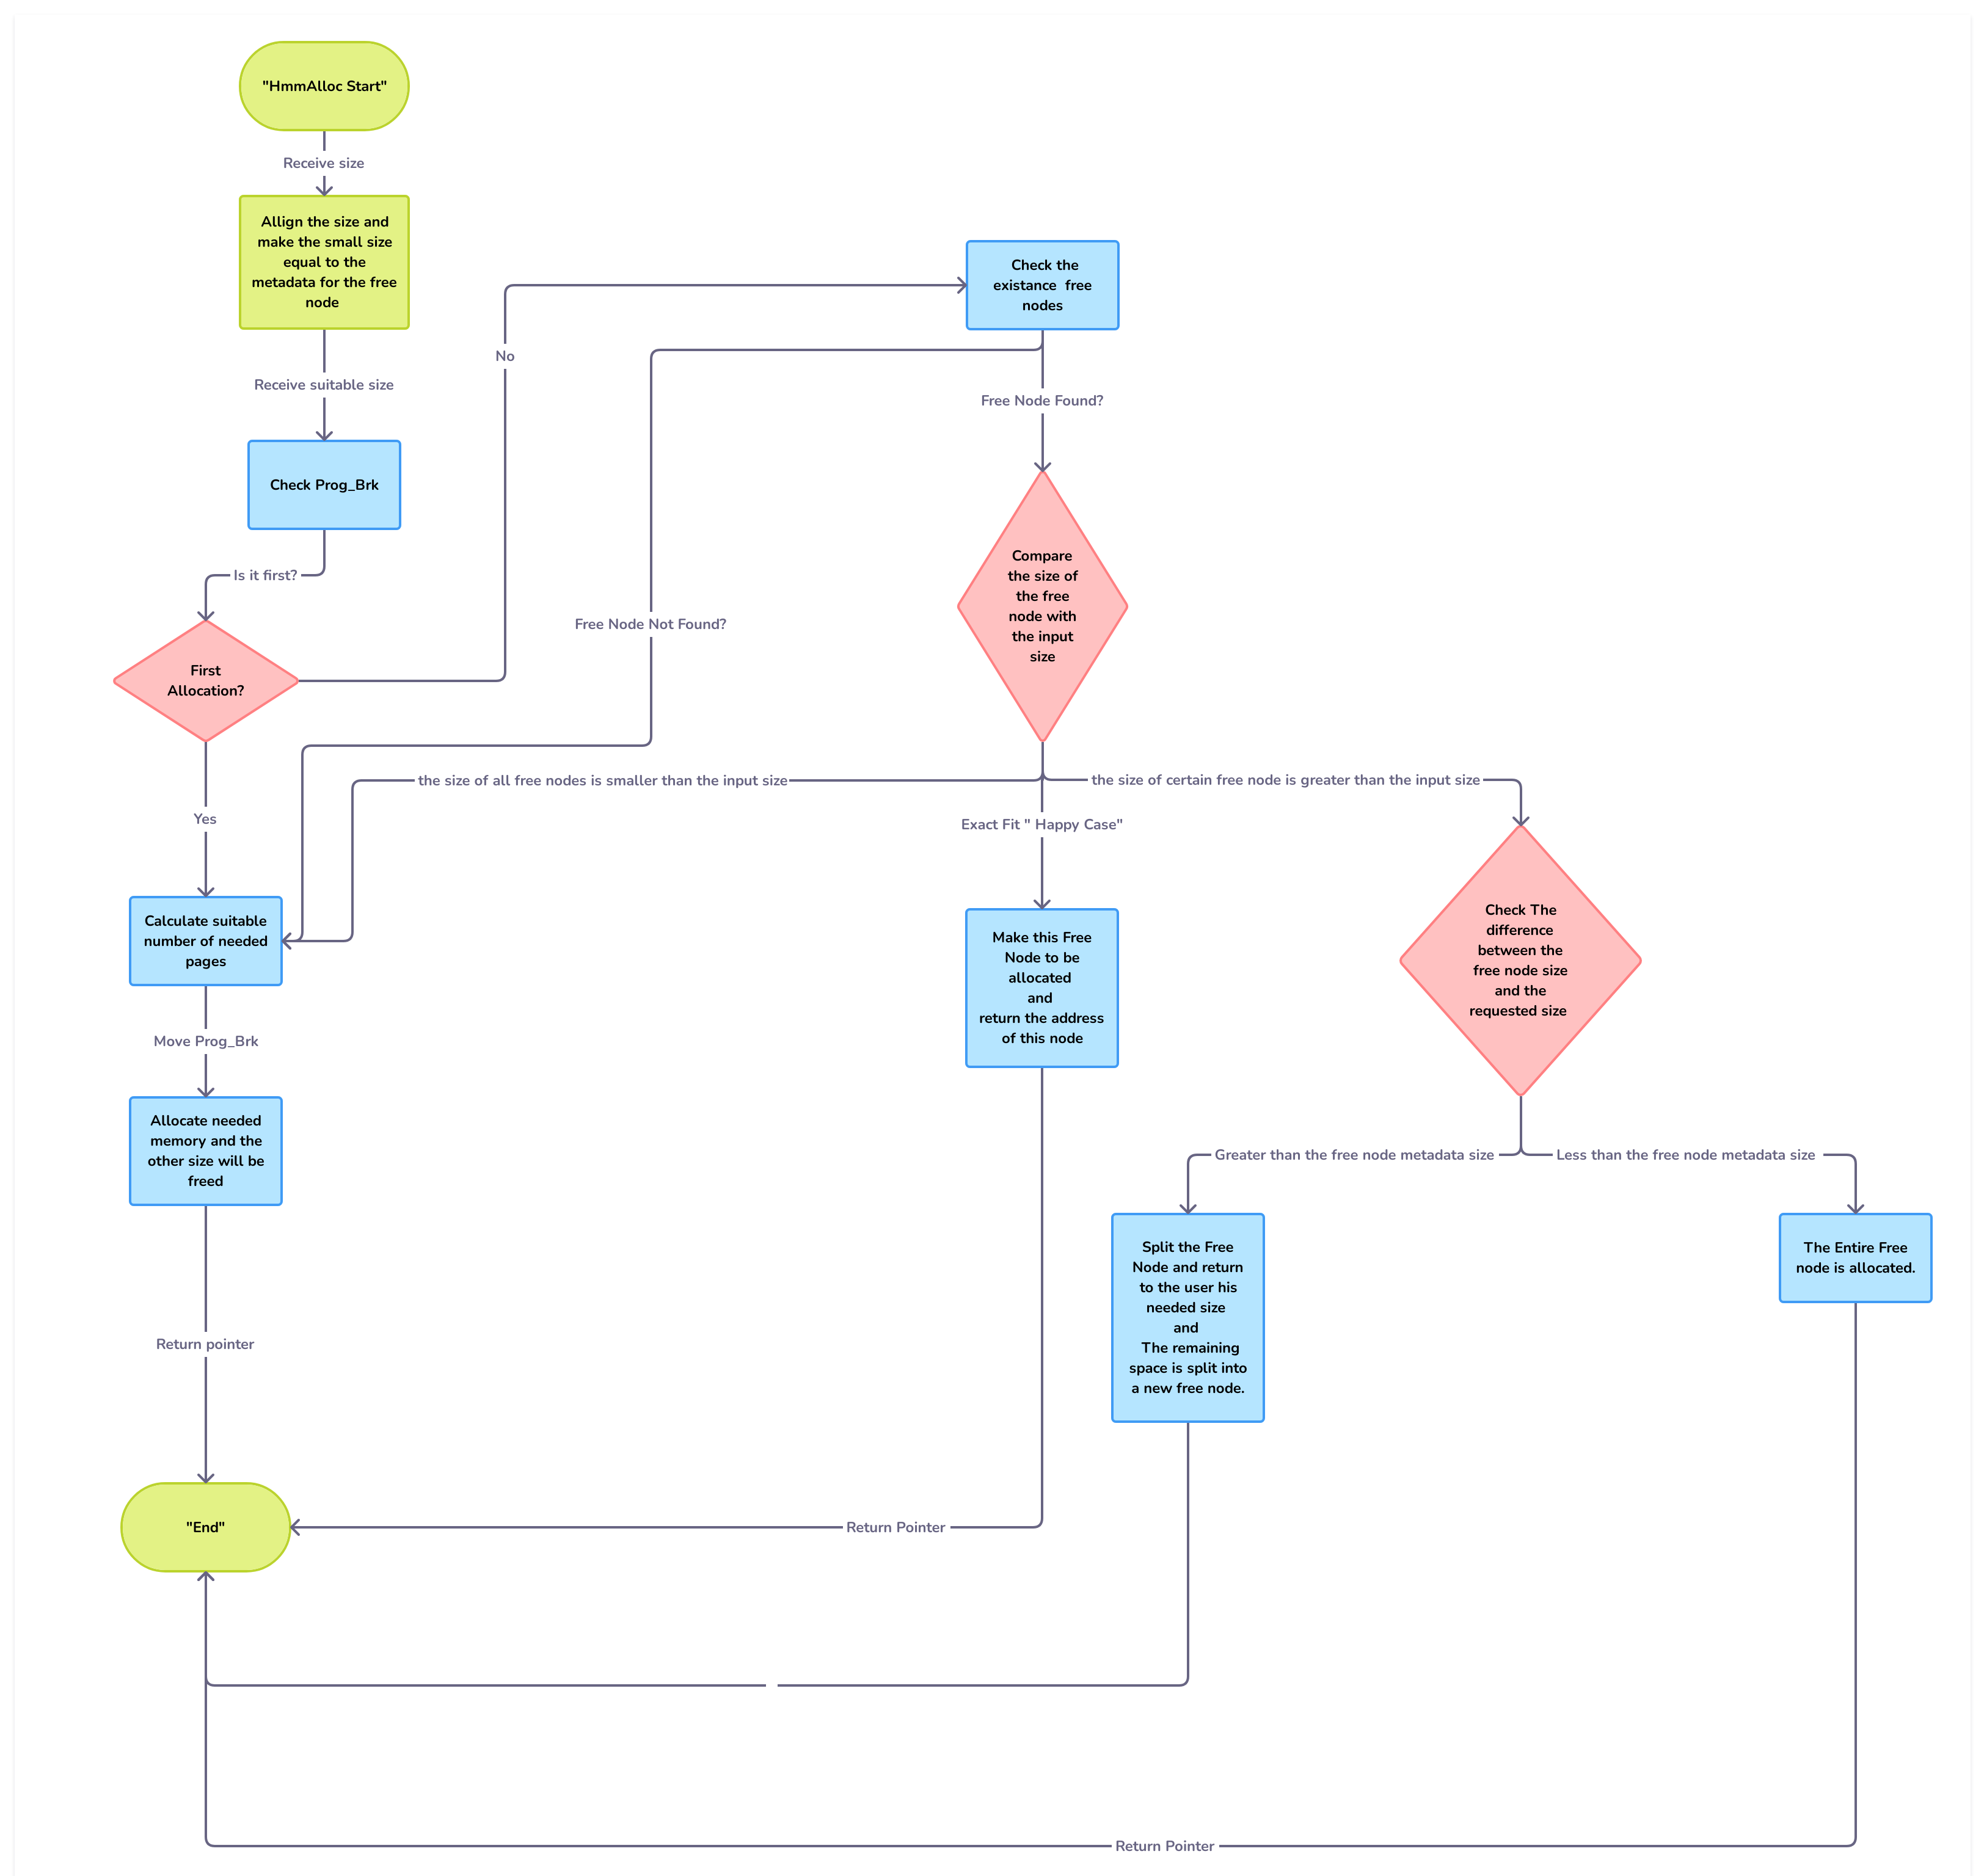 "HmmAlloc Start"
Receive size
Allign the size and
make the small size
equal to the
metadata for the free
node
Receive suitable size
Check Prog_Brk
Is it first?
First
Allocation?
No
Yes
Check the
existance  free
nodes
Free Node Found?
Free Node Not Found?
Compare
the size of
the free
node with
the input
size
the size of all free nodes is smaller than the input size
Exact Fit " Happy Case"
the size of certain free node is greater than the input size
Calculate suitable
number of needed
pages
Move Prog_Brk
Allocate needed
memory and the
other size will be
freed
Return pointer
Make this Free
Node to be
allocated
and
return the address
of this node
Check The
difference
between the
free node size
and the
requested size
Greater than the free node metadata size
Less than the free node metadata size
Split the Free
Node and return
to the user his
needed size
and
The remaining
space is split into
a new free node.
The Entire Free
node is allocated.
"End"
Return Pointer
Return Pointer